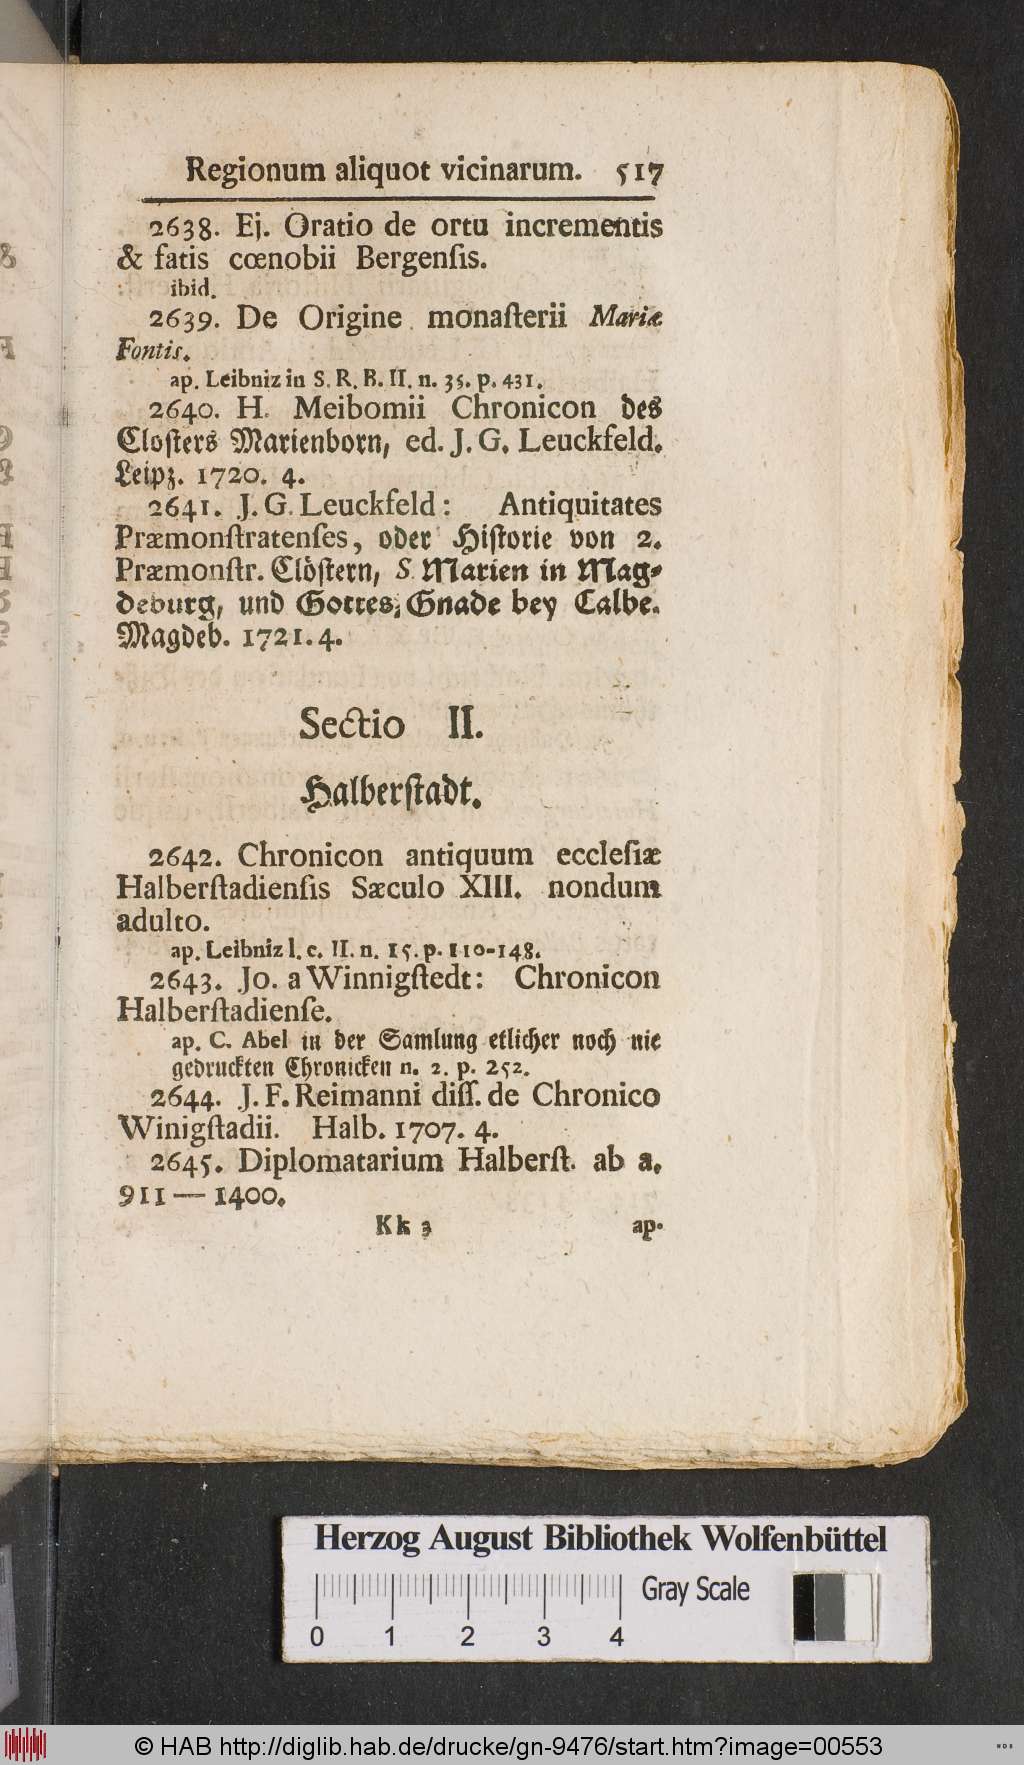 Regionum aliquot vicinarum. 517
2638. Ej. Oratio de ortu incrementis
& fatis cœnobii Bergenſis.
ibid.
2639. De Origine monaſterii Mariæ
Fontis.
ap. Leibniz in S. R. B. II. n. 35. p. 431.
2640. H. Meibomii Chronicon des
Cloſters Marienborn, ed. J. G. Leuckfeld.
Leipz. 1720. 4.
2641. J. G. Leuckfeld: Antiquitates
Præmonſtratenſes, oder Hiſtorie von 2.
Præmonſtr. Clöſtern, S. Marien in Mag-
deburg, und Gottes-Gnade bey Calbe.
Magdeb. 1721. 4.
Sectio II.
Halberſtadt.
2642. Chronicon antiquum eccleſiæ
Halberſtadienſis Sæculo XIII. nondum
adulto.
ap. Leibniz l. c. II. n. 15. p. 110-148.
2643. Jo. a Winnigſtedt: Chronicon
Halberſtadienſe.
ap. C. Abel in der Samlung etlicher noch nie
gedruckten Chronicken n. 2. p. 252.
2644. J. F. Reimanni diſſ. de Chronico
Winigſtadii. Halb. 1707. 4.
2645. Diplomatarium Halberſt. ab a.
911 — 1400.
Kk 3 ap.
Herzog August Bibliothek Wolfenbüttel
Gray Scale
0 1 2 3 4
© HAB http://diglib.hab.de/drucke/gn-9476/start.htm?image=00553